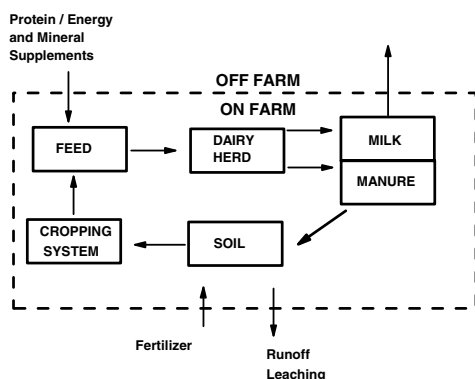 Protein / Energy
and Mineral
Supplements
OFF FARM
ON FARM
FEED
DAIRY
HERD
MILK
MANURE
CROPPING
SYSTEM
SOIL
Fertilizer
Runoff
Leaching